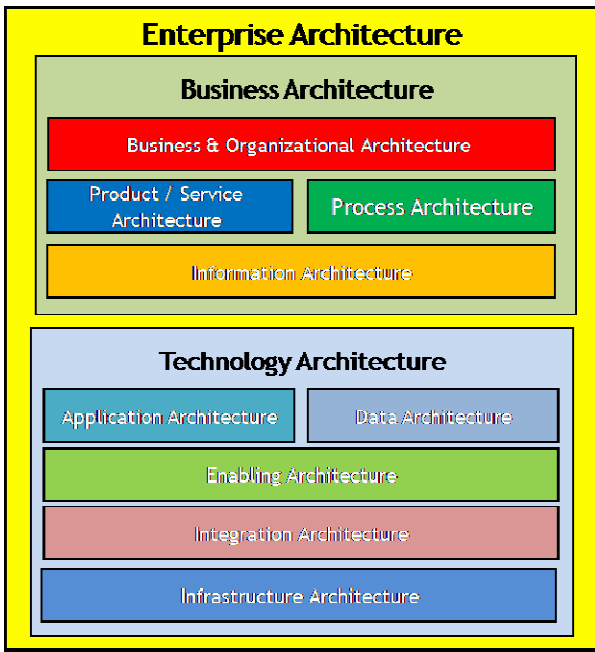 Enterprise Architecture
Business Architecture
Business & Organizational Architecture
Product / Service
Architecture
Process Architecture
Information Architecture
Technology Architecture
Application Architecture
Data Architecture
Enabling Architecture
Integration Architecture
Infrastructure Architecture